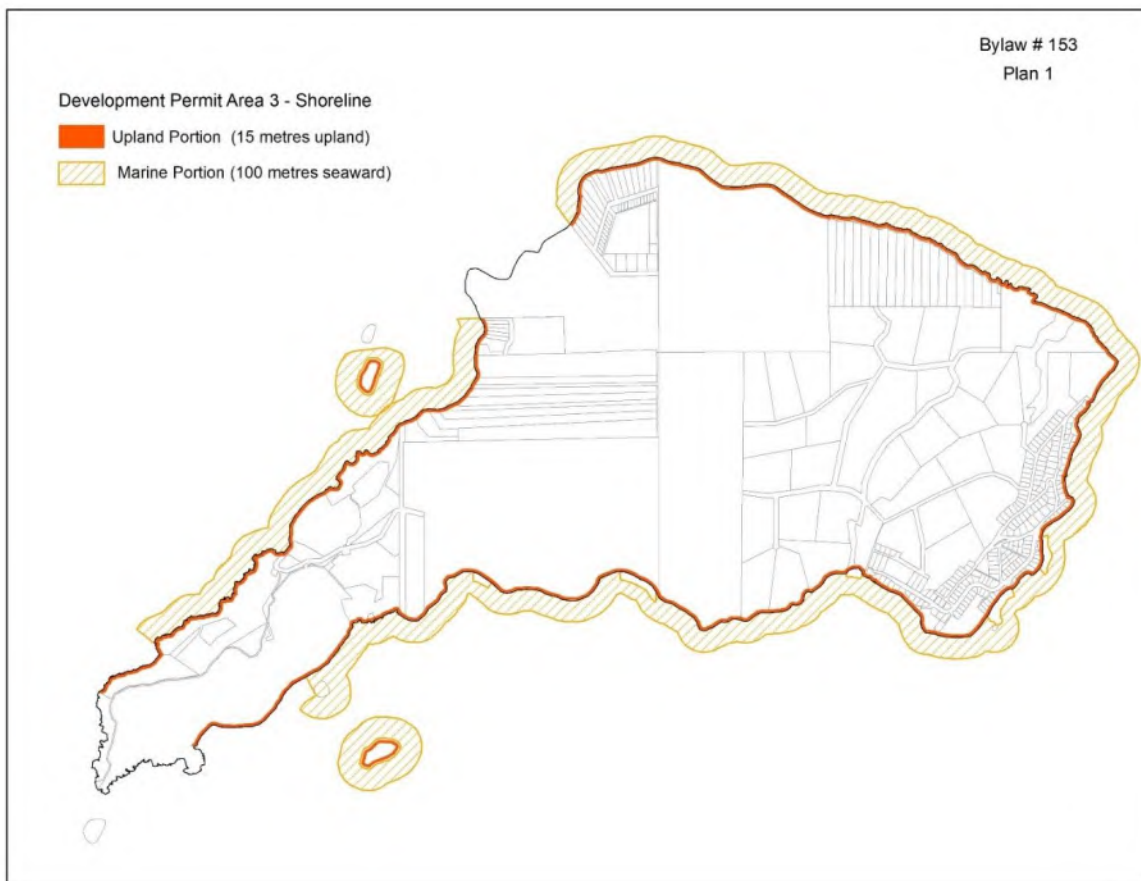 Bylaw # 153
Plan 1
Development Permit Area 3 - Shoreline
Upland Portion (15 metres upland)
Marine Portion (100 metres seaward)